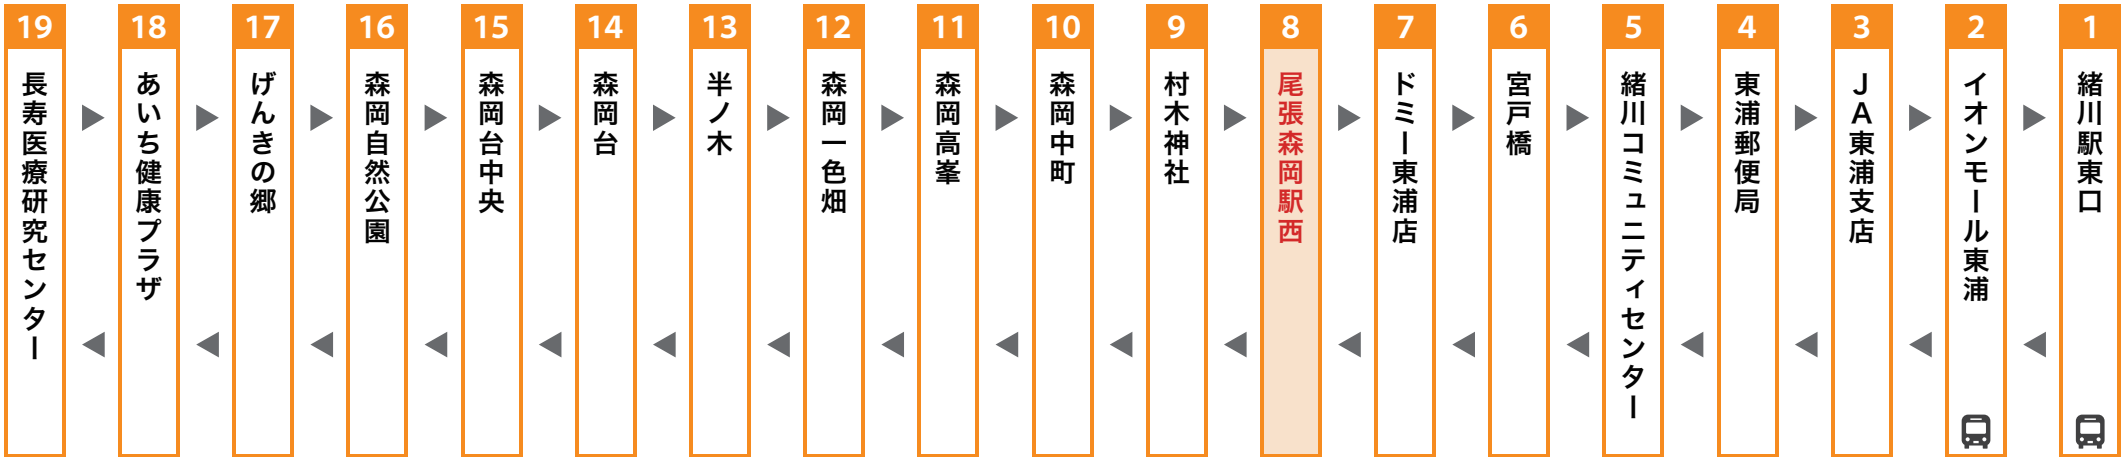 19
長寿医療研究センター
18
あいち健康プラザ
17
げんきの郷
16
森岡自然公園
15
森岡台中央
14
森岡台
13
半ノ木
12
森岡一色畑
11
森岡高峯
10
森岡中町
9
村木神社
8
尾張森岡駅西
7
ドミー東浦店
6
宮戸橋
5
緒川コミュニティセンター
4
東浦郵便局
3
ＪＡ東浦支店
2
イオンモール東浦
1
緒川駅東口